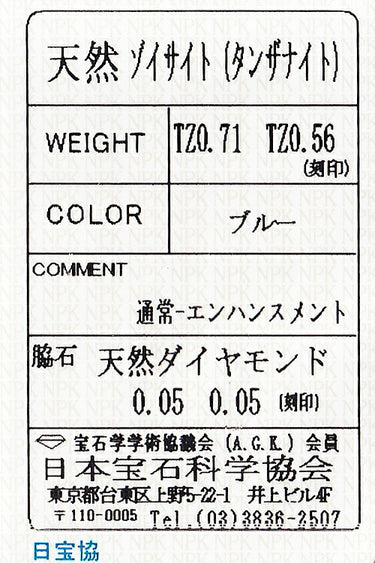 天然 ゾイサイト (タンザナイト)
WEIGHT TZ0.71 TZ0.56
(刻印)
COLOR ブルー
COMMENT
通常-エンハンスメント
脇石 天然ダイヤモンド
0.05 0.05 (刻印)
宝石学学術協議会 (A.G.K.) 会員
日本宝石科学協会
東京都台東区上野5-22-1 井上ビル4F
〒110-0005 Tel (03)3836-2507
日宝協